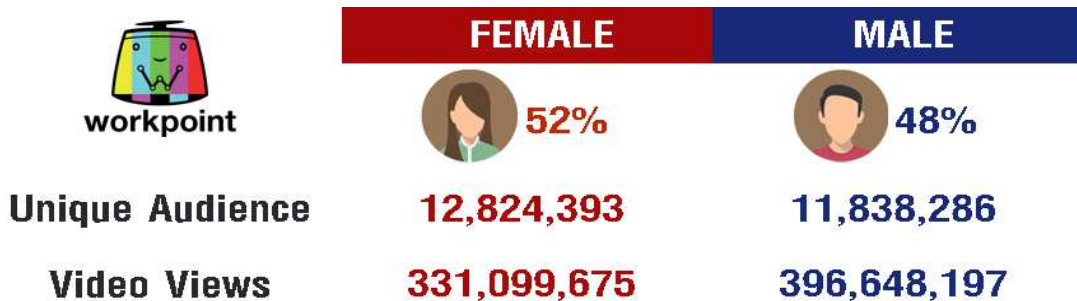 FEMALE MALE
workpoint 52% 48%
Unique Audience 12,824,393 11,838,286
Video Views 331,099,675 396,648,197